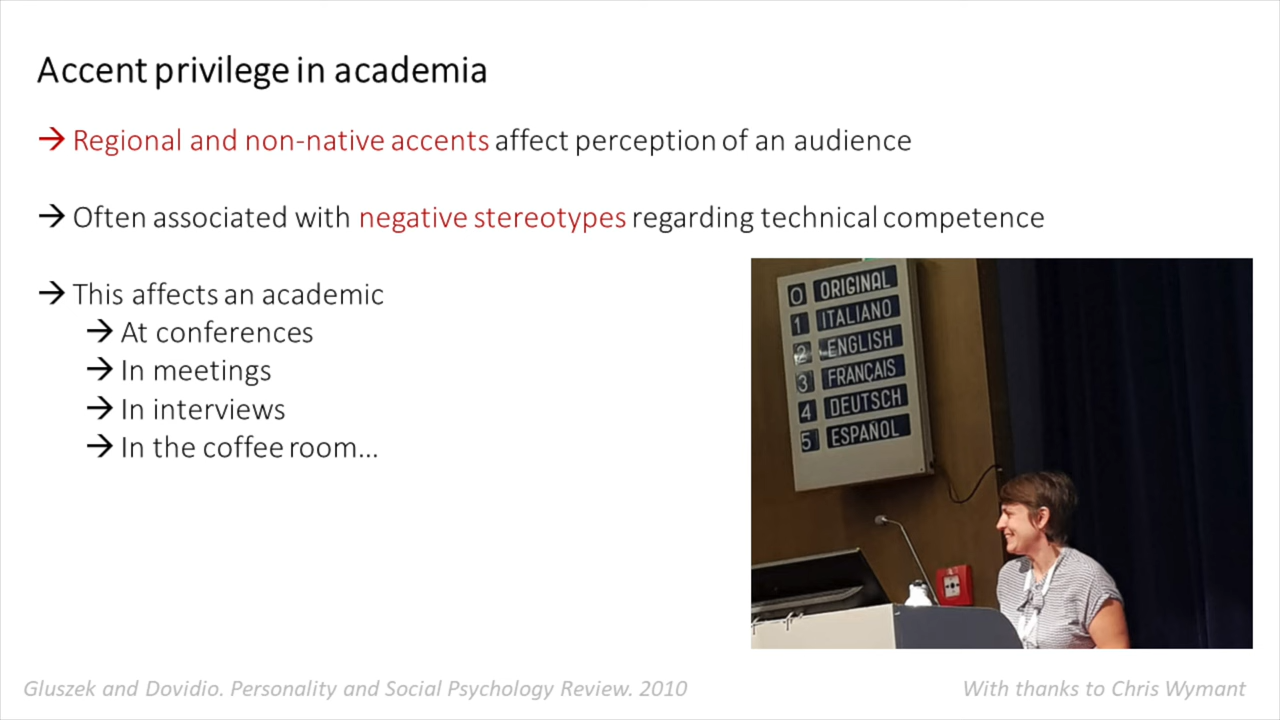 Accent privilege in academia
→ Regional and non-native accents affect perception of an audience
→ Often associated with negative stereotypes regarding technical competence
→ This affects an academic
→ At conferences
→ In meetings
→ In interviews
→ In the coffee room...
0 ORIGINAL
1 ITALIANO
2 ENGLISH
3 FRANÇAIS
4 DEUTSCH
5 ESPAÑOL
Gluszek and Dovidio. Personality and Social Psychology Review. 2010
With thanks to Chris Wymant